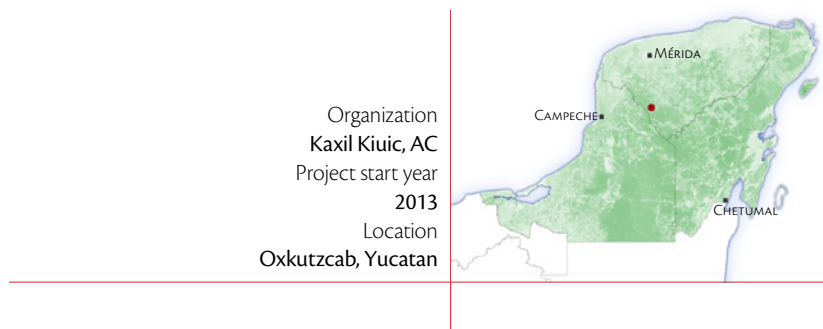 Organization
Kaxil Kiuic, AC
Project start year
2013
Location
Oxkutzcab, Yucatan
MÉRIDA
CAMPECHE
CHETUMAL